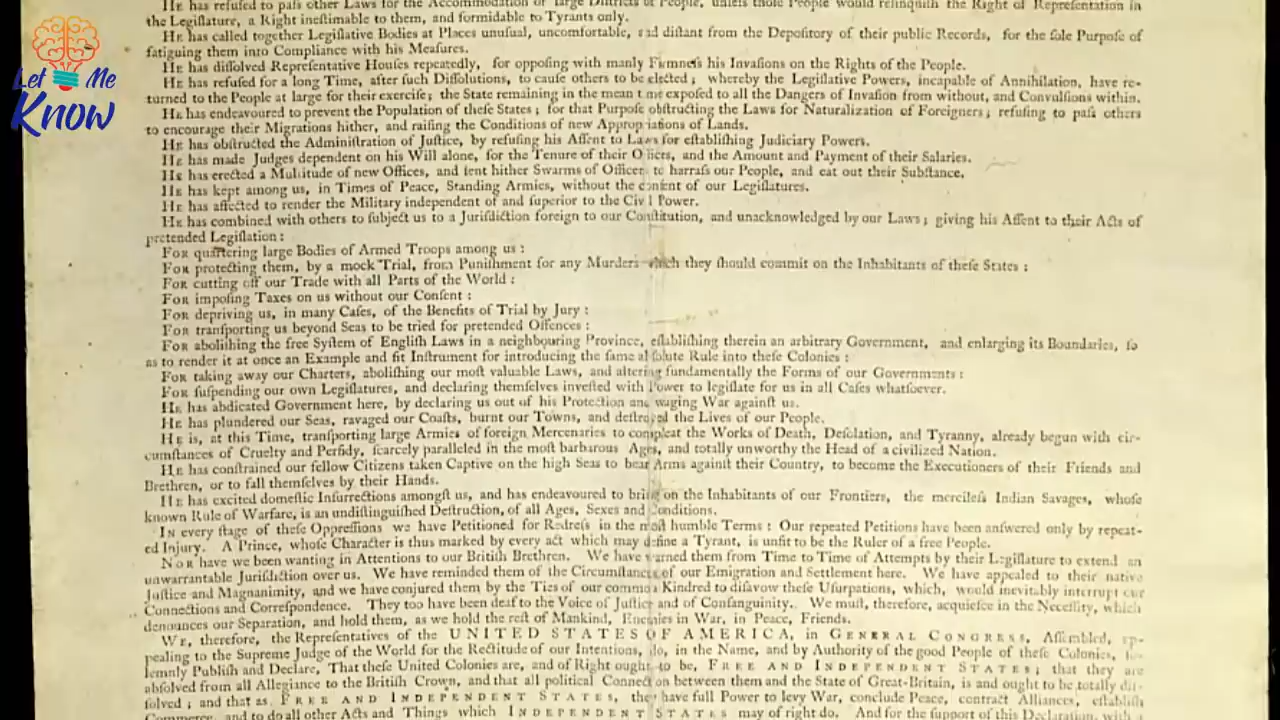 Let Me
Know
HE has refused to paſs other Laws for the Accommodation of large Diſtricts of People, unleſs thoſe People would relinquiſh the Right of Repreſentation in
the Legiſlature, a Right ineſtimable to them, and formidable to Tyrants only.
HE has called together Legiſlative Bodies at Places unuſual, uncomfortable, and diſtant from the Depoſitory of their public Records, for the ſole Purpoſe of
fatiguing them into Compliance with his Meaſures.
HE has diſſolved Repreſentative Houſes repeatedly, for oppoſing with manly Firmneſs his Invaſions on the Rights of the People.
HE has refuſed for a long Time, after ſuch Diſſolutions, to cauſe others to be elected; whereby the Legiſlative Powers, incapable of Annihilation, have re-
turned to the People at large for their exerciſe; the State remaining in the mean time expoſed to all the Dangers of Invaſion from without, and Convulſions within.
HE has endeavoured to prevent the Population of theſe States; for that Purpoſe obſtructing the Laws for Naturalization of Foreigners; refuſing to paſs others
to encourage their Migrations hither, and raiſing the Conditions of new Appropriations of Lands.
HE has obſtructed the Adminiſtration of Juſtice, by refuſing his Aſſent to Laws for eſtabliſhing Judiciary Powers.
HE has made Judges dependent on his Will alone, for the Tenure of their Offices, and the Amount and Payment of their Salaries.
HE has erected a Multitude of new Offices, and ſent hither Swarms of Officers to harraſs our People, and eat out their Subſtance.
HE has kept among us, in Times of Peace, Standing Armies, without the conſent of our Legiſlatures.
HE has affected to render the Military independent of and ſuperior to the Civil Power.
HE has combined with others to ſubject us to a Juriſdiction foreign to our Conſtitution, and unacknowledged by our Laws; giving his Aſſent to their Acts of
pretended Legiſlation:
FOR quartering large Bodies of Armed Troops among us:
FOR protecting them, by a mock Trial, from Puniſhment for any Murders which they ſhould commit on the Inhabitants of theſe States:
FOR cutting off our Trade with all Parts of the World:
FOR impoſing Taxes on us without our Conſent:
FOR depriving us, in many Caſes, of the Benefits of Trial by Jury:
FOR tranſporting us beyond Seas to be tried for pretended Offences:
FOR aboliſhing the free Syſtem of Engliſh Laws in a neighbouring Province, eſtabliſhing therein an arbitrary Government, and enlarging its Boundaries, ſo
as to render it at once an Example and fit Inſtrument for introducing the ſame abſolute Rule into theſe Colonies:
FOR taking away our Charters, aboliſhing our moſt valuable Laws, and altering fundamentally the Forms of our Governments:
FOR ſuſpending our own Legiſlatures, and declaring themſelves inveſted with Power to legiſlate for us in all Caſes whatſoever.
HE has abdicated Government here, by declaring us out of his Protection and waging War againſt us.
HE has plundered our Seas, ravaged our Coaſts, burnt our Towns, and deſtroyed the Lives of our People.
HE is, at this Time, tranſporting large Armies of foreign Mercenaries to compleat the Works of Death, Deſolation, and Tyranny, already begun with cir-
cumſtances of Cruelty and Perfidy, ſcarcely paralleled in the moſt barbarous Ages, and totally unworthy the Head of a civilized Nation.
HE has conſtrained our fellow Citizens taken Captive on the high Seas to bear Arms againſt their Country, to become the Executioners of their Friends and
Brethren, or to fall themſelves by their Hands.
HE has excited domeſtic Inſurrections amongſt us, and has endeavoured to bring on the Inhabitants of our Frontiers, the mercileſs Indian Savages, whoſe
known Rule of Warfare, is an undiſtinguiſhed Deſtruction, of all Ages, Sexes and Conditions.
IN every ſtage of theſe Oppreſſions we have Petitioned for Redreſs in the moſt humble Terms: Our repeated Petitions have been anſwered only by repeat-
ed Injury. A Prince, whoſe Character is thus marked by every act which may define a Tyrant, is unfit to be the Ruler of a free People.
NOR have we been wanting in Attentions to our Britiſh Brethren. We have warned them from Time to Time of Attempts by their Legiſlature to extend an
unwarrantable Juriſdiction over us. We have reminded them of the Circumſtances of our Emigration and Settlement here. We have appealed to their native
Juſtice and Magnanimity, and we have conjured them by the Ties of our common Kindred to diſavow theſe Uſurpations, which, would inevitably interrupt our
Connections and Correſpondence. They too have been deaf to the Voice of Juſtice and of Conſanguinity. We muſt, therefore, acquieſce in the Neceſſity, which
denounces our Separation, and hold them, as we hold the reſt of Mankind, Enemies in War, in Peace, Friends.
WE, therefore, the Repreſentatives of the UNITED STATES OF AMERICA, in GENERAL CONGRESS, Aſſembled, ap-
pealing to the Supreme Judge of the World for the Rectitude of our Intentions, do, in the Name, and by Authority of the good People of theſe Colonies, ſo-
lemnly Publiſh and Declare, That theſe United Colonies are, and of Right ought to be, FREE AND INDEPENDENT STATES; that they are
abſolved from all Allegiance to the Britiſh Crown, and that all political Connection between them and the State of Great-Britain, is and ought to be totally diſ-
ſolved; and that as FREE AND INDEPENDENT STATES, they have full Power to levy War, conclude Peace, contract Alliances, eſtabliſh
Commerce, and to do all other Acts and Things which INDEPENDENT STATES may of right do. And for the ſupport of this Declaration, with a